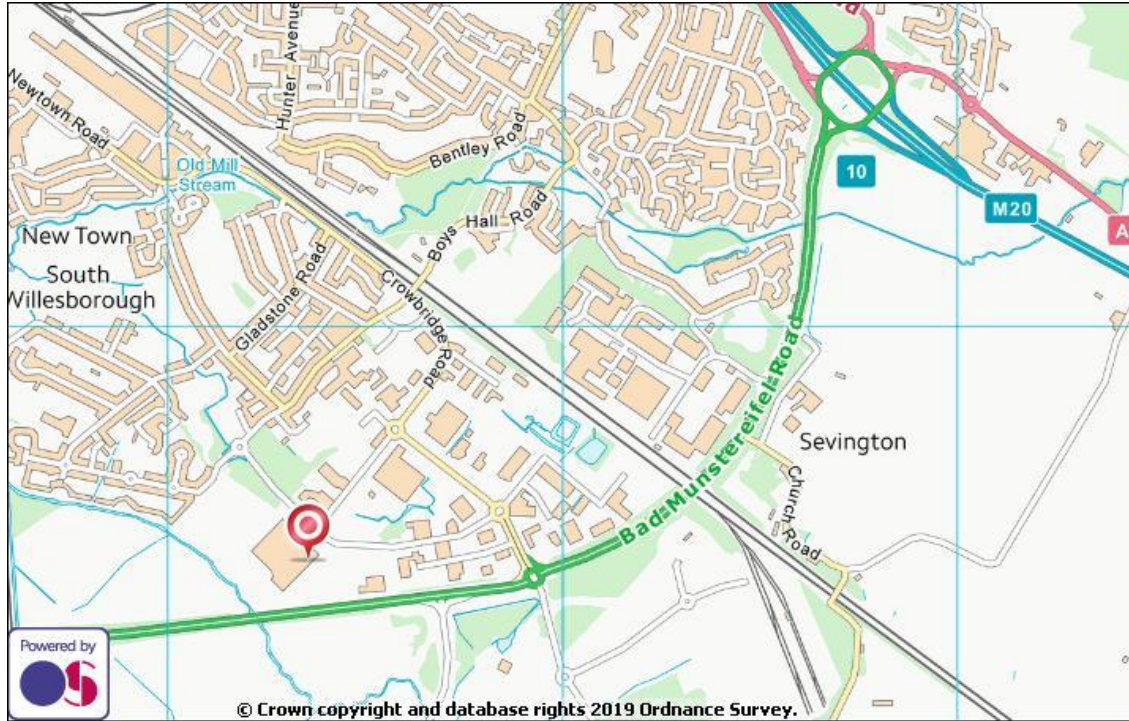 Hunter Avenue
Newtown Road
Bentley Road
Old Mill
Stream
10
M20
A
New Town
Boys Hall Road
South
Willesborough
Gladstone Road
Crowbridge Road
Bad Munstereifel Road
Sevington
Church Road
Powered by
OS
© Crown copyright and database rights 2019 Ordnance Survey.